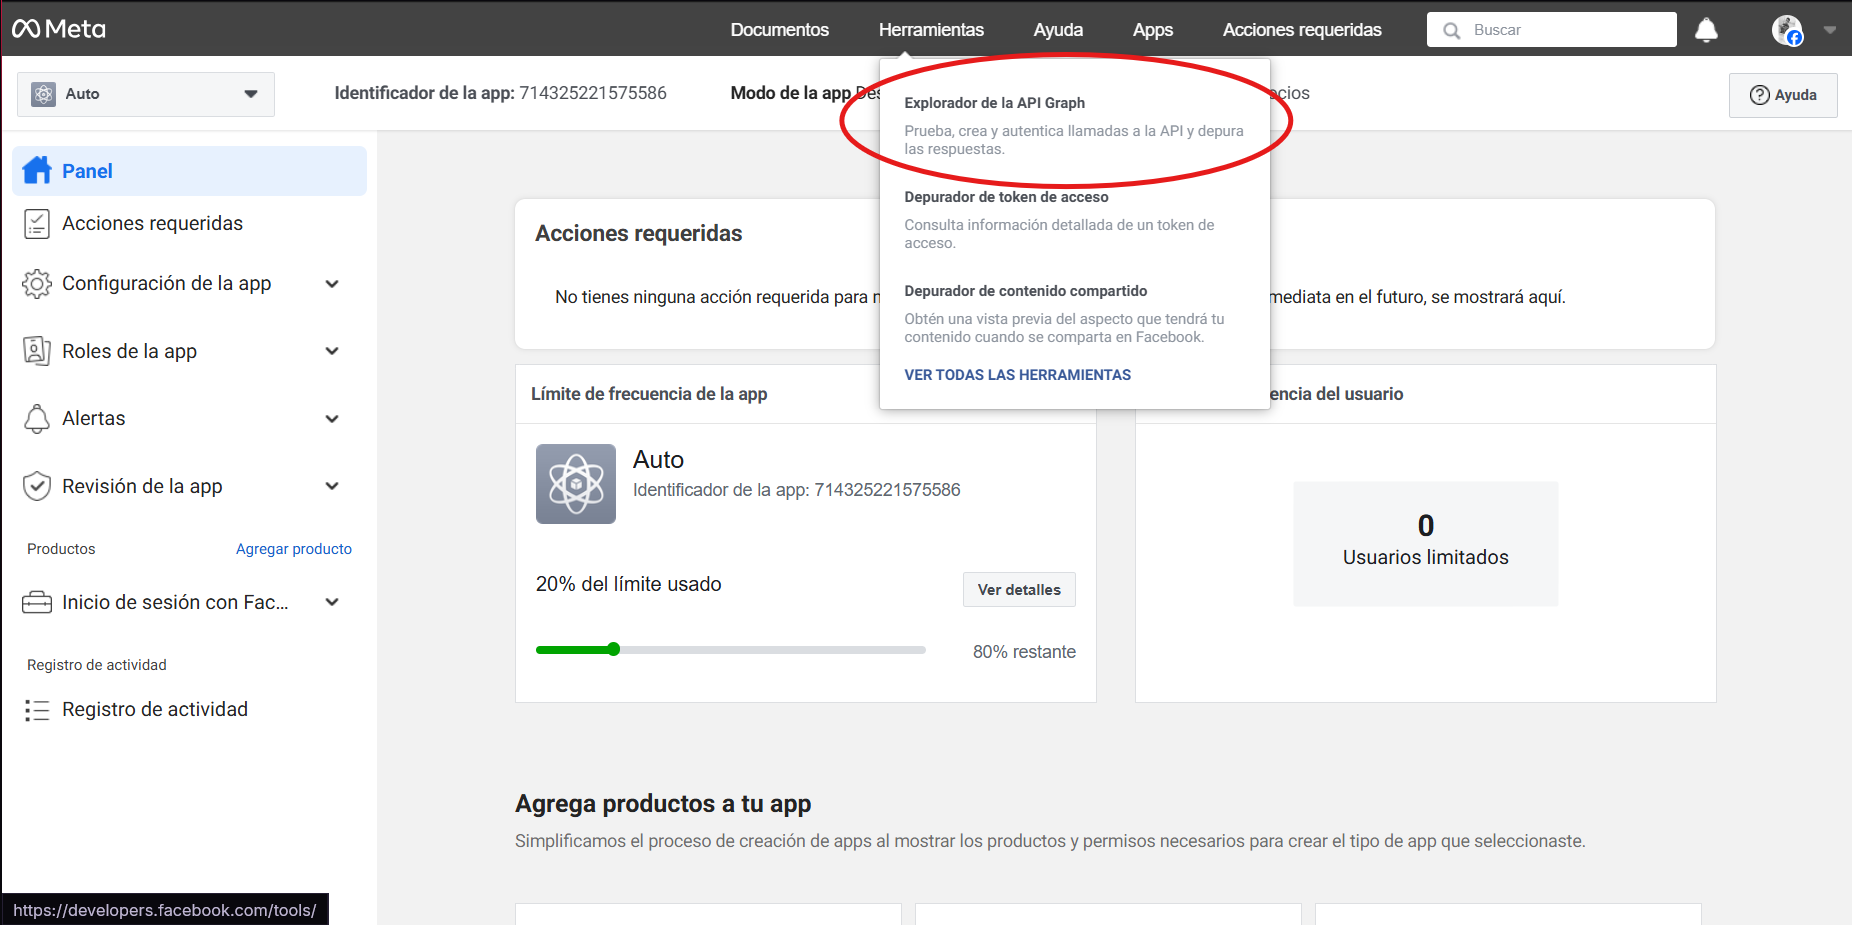 Meta
Documentos
Herramientas
Ayuda
Apps
Acciones requeridas
Buscar
Auto
Identificador de la app: 714325221575586
Modo de la app
Ayuda
Explorador de la API Graph
Prueba, crea y autentica llamadas a la API y depura
las respuestas.
Depurador de token de acceso
Consulta información detallada de un token de
acceso.
Depurador de contenido compartido
Obtén una vista previa del aspecto que tendrá tu
contenido cuando se comparta en Facebook.
VER TODAS LAS HERRAMIENTAS
Panel
Acciones requeridas
Configuración de la app
Roles de la app
Alertas
Revisión de la app
Productos
Agregar producto
Inicio de sesión con Fac...
Registro de actividad
Registro de actividad
Acciones requeridas
No tienes ninguna acción requerida para
en el futuro, se mostrará aquí.
Límite de frecuencia de la app
Auto
Identificador de la app: 714325221575586
20% del límite usado
Ver detalles
80% restante
del usuario
0
Usuarios limitados
Agrega productos a tu app
Simplificamos el proceso de creación de apps al mostrar los productos y permisos necesarios para crear el tipo de app que seleccionaste.
https://developers.facebook.com/tools/